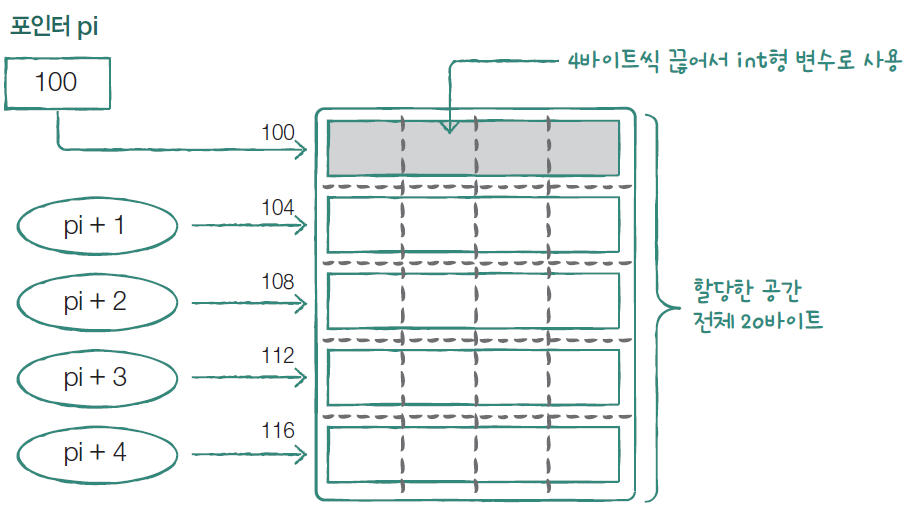 포인터 pi
100
4바이트씩 끊어서 int형 변수로 사용
100
pi + 1
104
pi + 2
108
할당한 공간
전체 20바이트
pi + 3
112
pi + 4
116